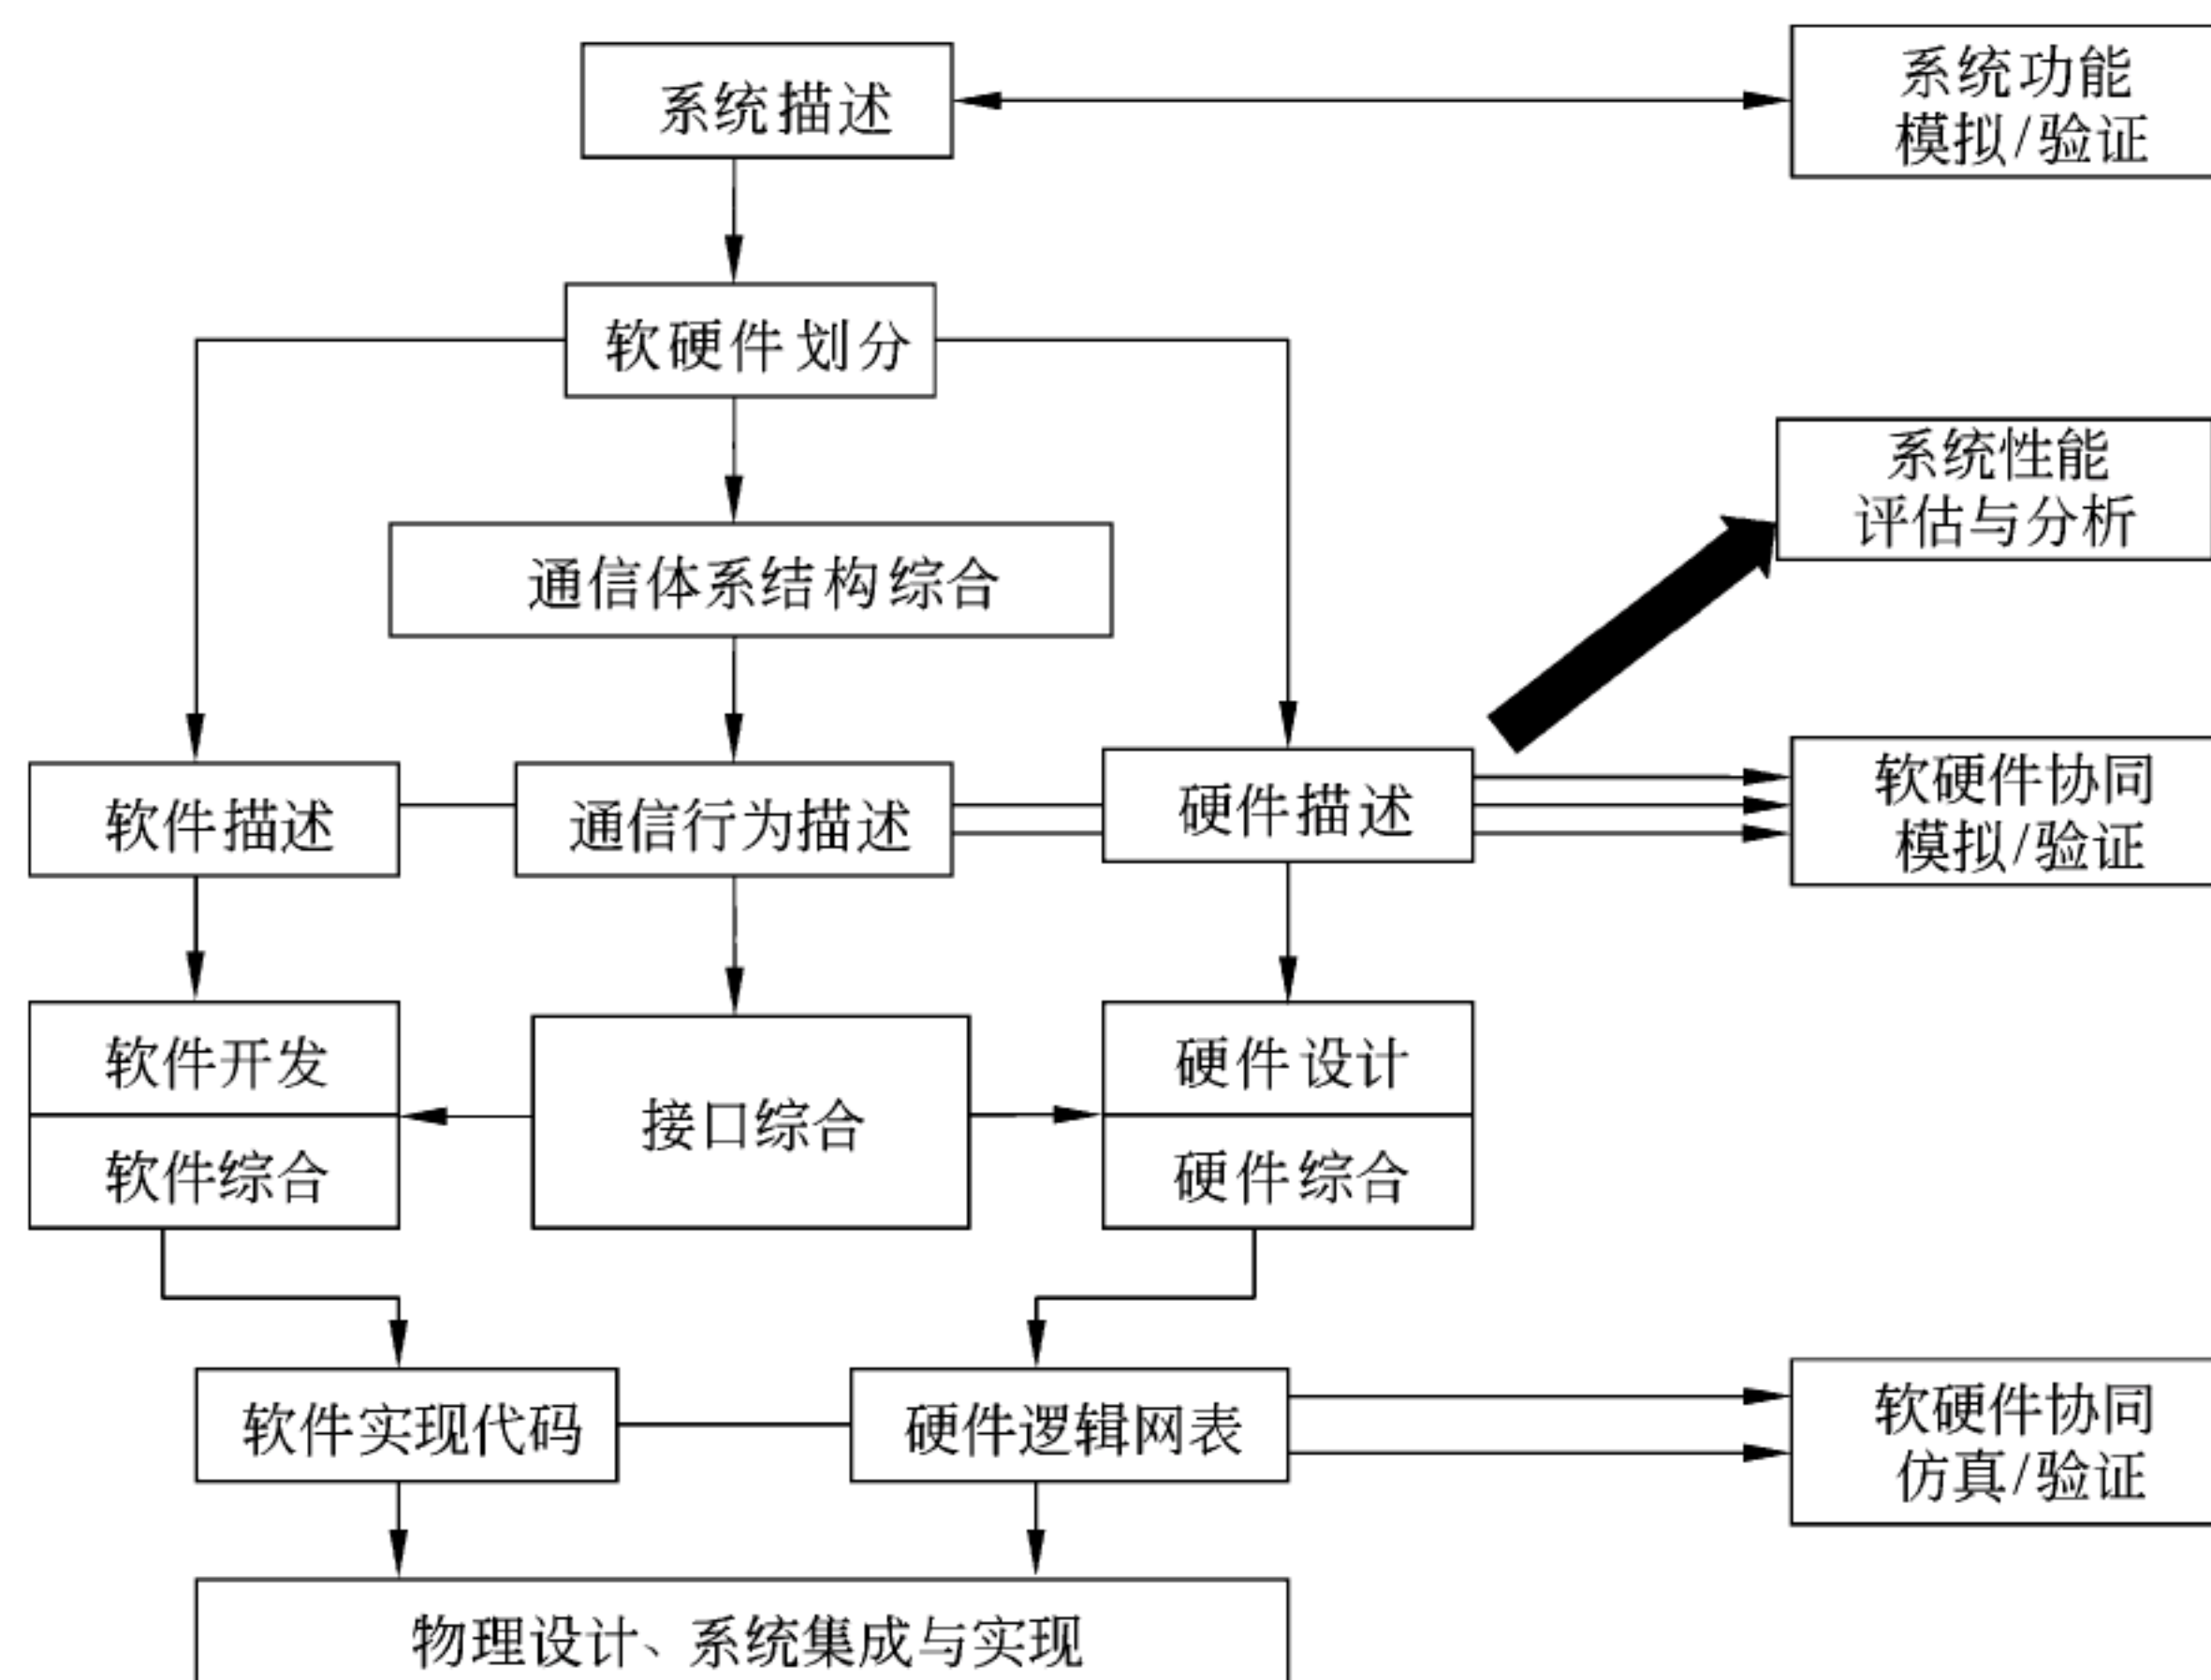 系统描述
系统功能
模拟/验证
软硬件划分
系统性能
评估与分析
通信体系结构综合
软件描述
通信行为描述
硬件描述
软硬件协同
模拟/验证
软件开发
软件综合
接口综合
硬件设计
硬件综合
软件实现代码
硬件逻辑网表
软硬件协同
仿真/验证
物理设计、系统集成与实现